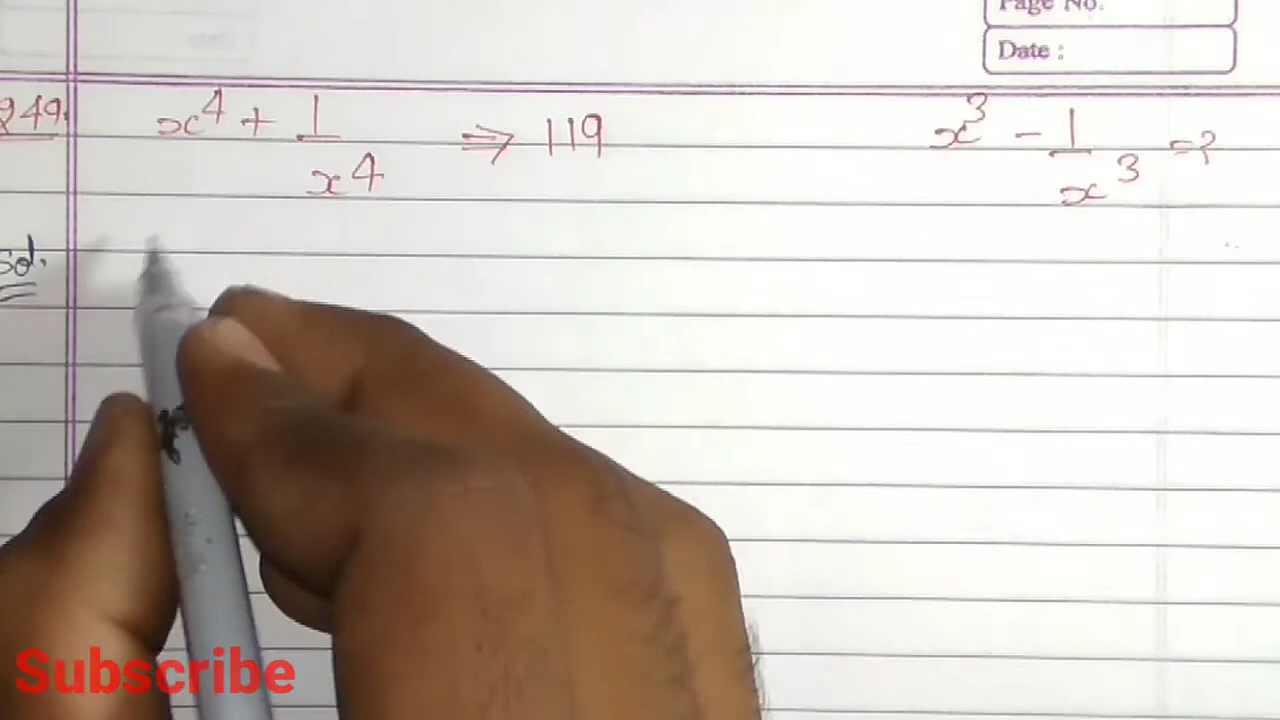 Page No.
Date :
249. x⁴ + 1/x⁴ ⇒ 119 x³ - 1/x³ = ?
Sol.
Subscribe